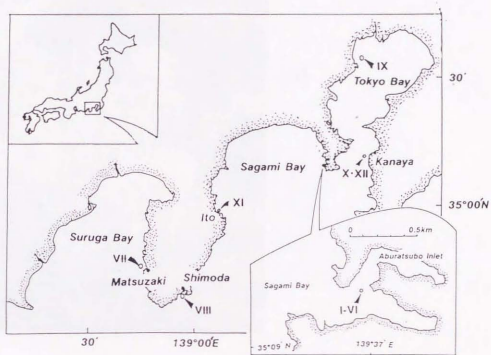 IX
Tokyo Bay
30'
Sagami Bay
Kanaya
X·XII
XI
Ito
35°00'
Suruga Bay
VII
Matsuzaki
Shimoda
VIII
30'
139°00'E
0 0.5km
Aburatsubo Inlet
Sagami Bay
I-VI
35°09' N
139°37' E